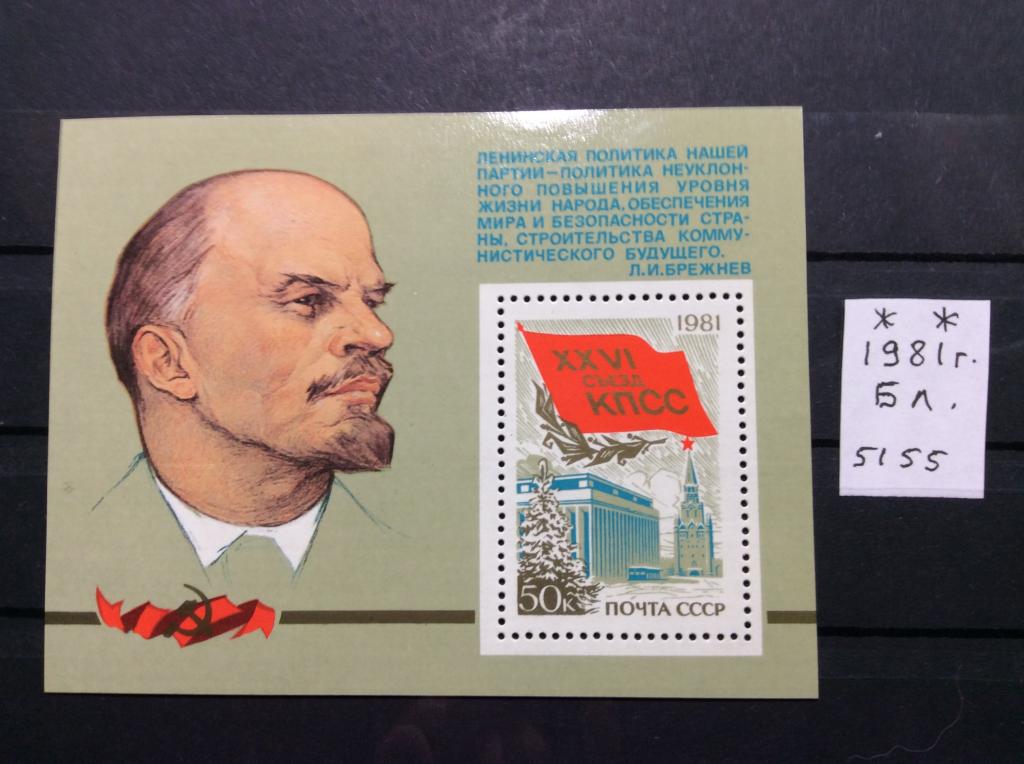 ЛЕНИНСКАЯ ПОЛИТИКА НАШЕЙ
ПАРТИИ–ПОЛИТИКА НЕУКЛОН-
НОГО ПОВЫШЕНИЯ УРОВНЯ
ЖИЗНИ НАРОДА, ОБЕСПЕЧЕНИЯ
МИРА И БЕЗОПАСНОСТИ СТРА-
НЫ, СТРОИТЕЛЬСТВА КОММУ-
НИСТИЧЕСКОГО БУДУЩЕГО.
Л.И.БРЕЖНЕВ
1981
XXVI
СЪЕЗД
КПСС
50к
ПОЧТА СССР
* *
1981г.
Бл.
5155